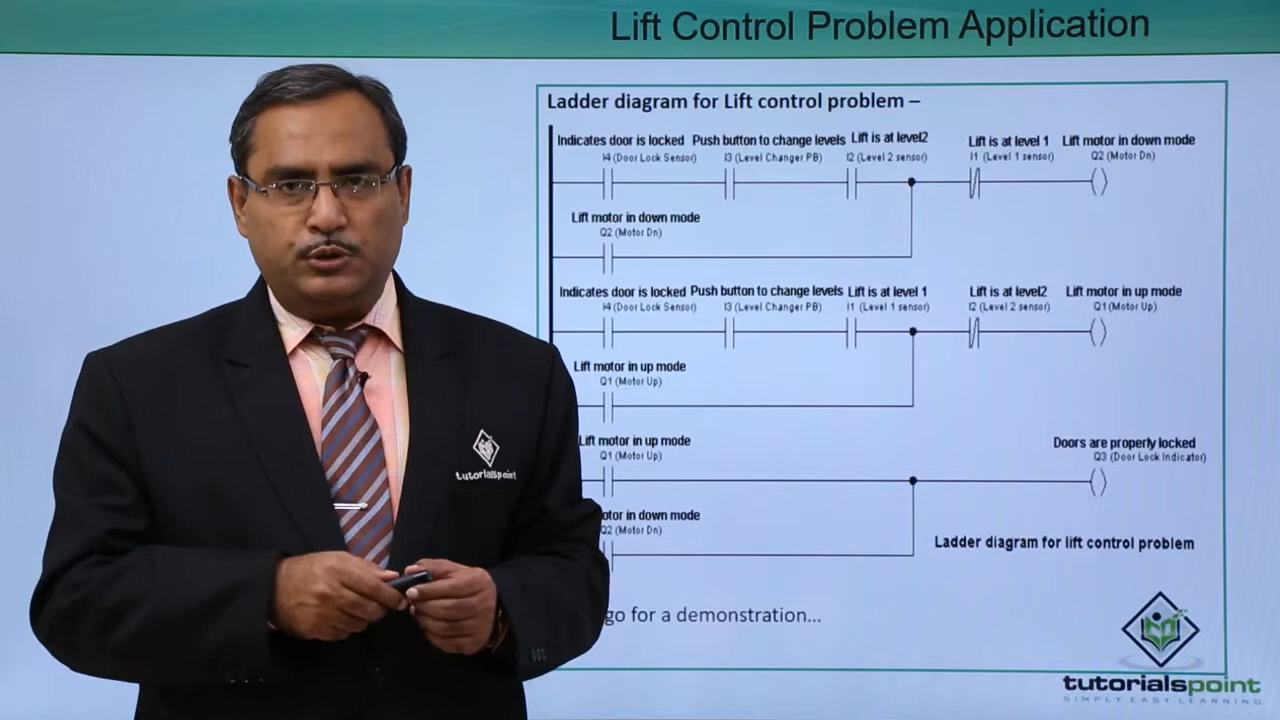 Lift Control Problem Application
Ladder diagram for Lift control problem –
Indicates door is locked Push button to change levels Lift is at level2 Lift is at level 1 Lift motor in down mode
I4 (Door Lock Sensor) I3 (Level Changer PB) I2 (Level 2 sensor) I1 (Level 1 sensor) Q2 (Motor Dn)
Lift motor in down mode
Q2 (Motor Dn)
Indicates door is locked Push button to change levels Lift is at level 1 Lift is at level2 Lift motor in up mode
I4 (Door Lock Sensor) I3 (Level Changer PB) I1 (Level 1 sensor) I2 (Level 2 sensor) Q1(Motor Up)
Lift motor in up mode
Q1 (Motor Up)
Lift motor in up mode Doors are properly locked
Q1 (Motor Up) Q3 (Door Lock Indicator)
otor in down mode
Q2 (Motor Dn)
Ladder diagram for lift control problem
go for a demonstration...
tutorialspoint
tutorialspoint
SIMPLY EASY LEARNING